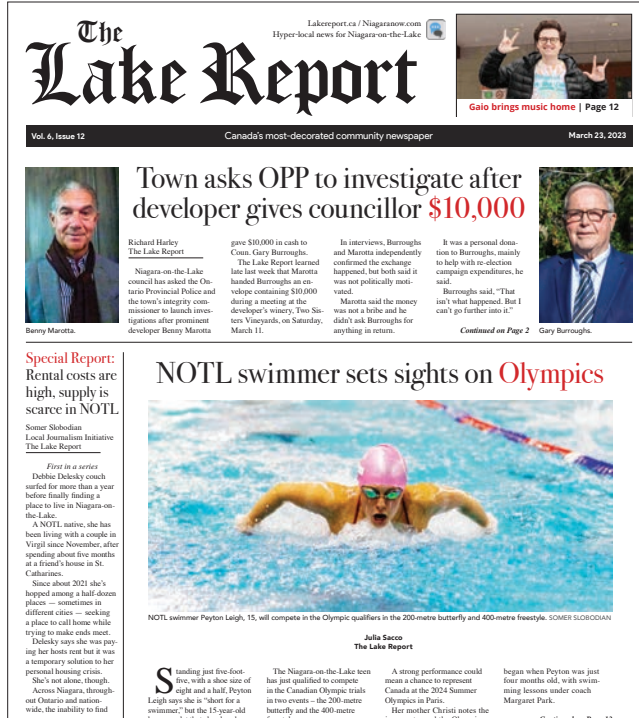 The
Lake Report
Lakereport.ca / Niagaranow.com
Hyper-local news for Niagara-on-the-Lake
Gaio brings music home | Page 12
Vol. 6, Issue 12
Canada's most-decorated community newspaper
March 23, 2023
Town asks OPP to investigate after
developer gives councillor $10,000
Benny Marotta.
Richard Harley
The Lake Report
Niagara-on-the-Lake
council has asked the On-
tario Provincial Police and
the town's integrity com-
missioner to launch inves-
tigations after prominent
developer Benny Marotta
gave $10,000 in cash to
Coun. Gary Burroughs.
The Lake Report learned
late last week that Marotta
handed Burroughs an en-
velope containing $10,000
during a meeting at the
developer's winery, Two Sis-
ters Vineyards, on Saturday,
March 11.
In interviews, Burroughs
and Marotta independently
confirmed the exchange
happened, but both said it
was not politically moti-
vated.
Marotta said the money
was not a bribe and he
didn't ask Burroughs for
anything in return.
It was a personal dona-
tion to Burroughs, mainly
to help with re-election
campaign expenditures, he
said.
Burroughs said, "That
isn't what happened. But I
can't go further into it."
Continued on Page 2
Gary Burroughs.
Special Report:
Rental costs are
high, supply is
scarce in NOTL
Somer Slobodian
Local Journalism Initiative
The Lake Report
First in a series
Debbie Delesky couch
surfed for more than a year
before finally finding a
place to live in Niagara-on-
the-Lake.
A NOTL native, she has
been living with a couple in
Virgil since November, after
spending about five months
at a friend's house in St.
Catharines.
Since about 2021 she's
hopped among a half-dozen
places — sometimes in
different cities — seeking
a place to call home while
trying to make ends meet.
Delesky says she was pay-
ing her hosts rent but it was
a temporary solution to her
personal housing crisis.
She's not alone, though.
Across Niagara, through-
out Ontario and nation-
wide, the inability to find
NOTL swimmer sets sights on Olympics
NOTL swimmer Peyton Leigh, 15, will compete in the Olympic qualifiers in the 200-metre butterfly and 400-metre freestyle. SOMER SLOBODIAN
Julia Sacco
The Lake Report
Standing just five-foot-
five, with a shoe size of
eight and a half, Peyton
Leigh says she is "short for a
swimmer," but the 15-year-old
The Niagara-on-the-Lake teen
has just qualified to compete
in the Canadian Olympic trials
in two events – the 200-metre
butterfly and the 400-metre
A strong performance could
mean a chance to represent
Canada at the 2024 Summer
Olympics in Paris.
Her mother Christi notes the
began when Peyton was just
four months old, with swim-
ming lessons under coach
Margaret Park.